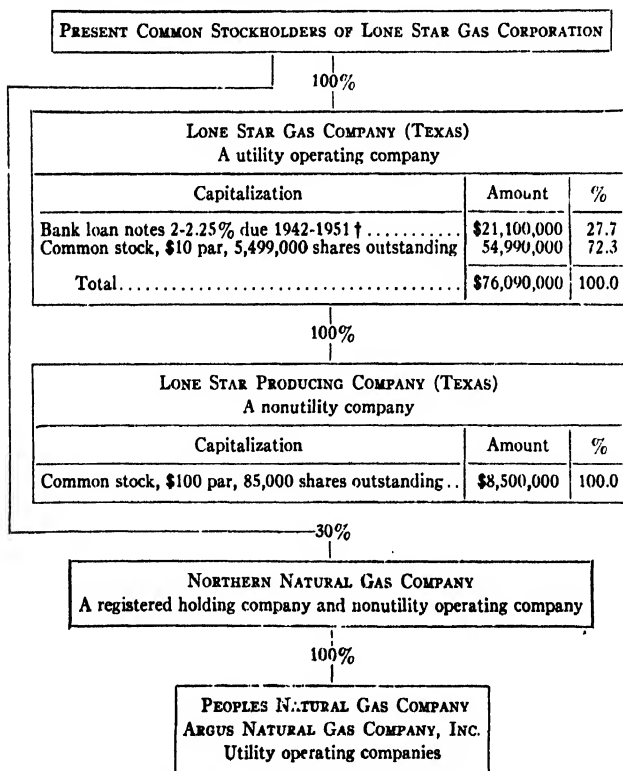 PRESENT COMMON STOCKHOLDERS OF LONE STAR GAS CORPORATION
100%
LONE STAR GAS COMPANY (TEXAS)
A utility operating company
Capitalization Amount %
Bank loan notes 2-2.25% due 1942-1951 † ........... $21,100,000 27.7
Common stock, $10 par, 5,499,000 shares outstanding 54,990,000 72.3
Total..................................... $76,090,000 100.0
100%
LONE STAR PRODUCING COMPANY (TEXAS)
A nonutility company
Capitalization Amount %
Common stock, $100 par, 85,000 shares outstanding.. $8,500,000 100.0
30%
NORTHERN NATURAL GAS COMPANY
A registered holding company and nonutility operating company
100%
PEOPLES NATURAL GAS COMPANY
ARGUS NATURAL GAS COMPANY, INC.
Utility operating companies